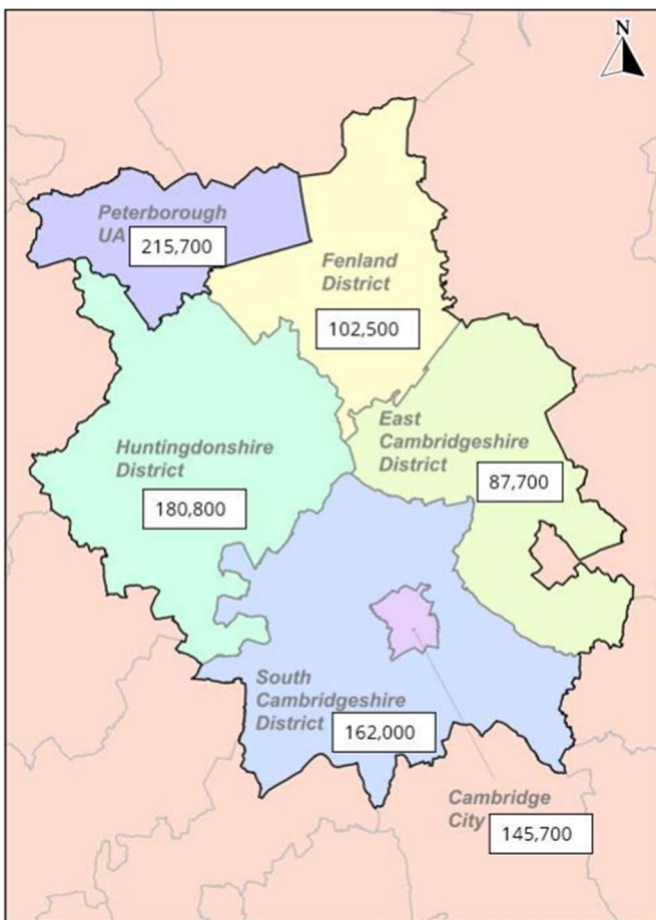 N
Peterborough
UA
215,700
Fenland
District
102,500
East
Cambridgeshire
District
87,700
Huntingdonshire
District
180,800
South
Cambridgeshire
District
162,000
Cambridge
City
145,700